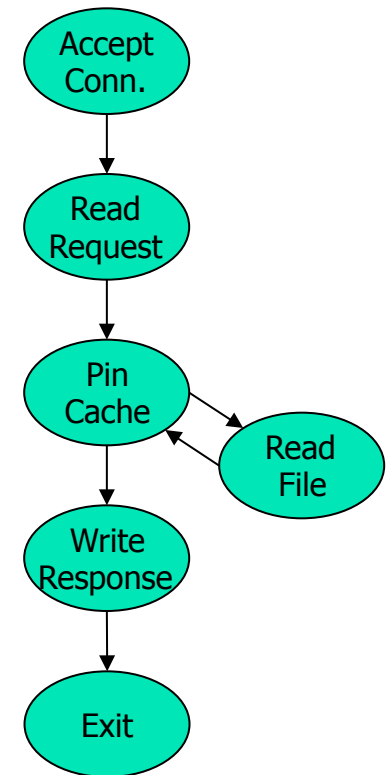 Accept
Conn.
Read
Request
Pin
Cache
Read
File
Write
Response
Exit